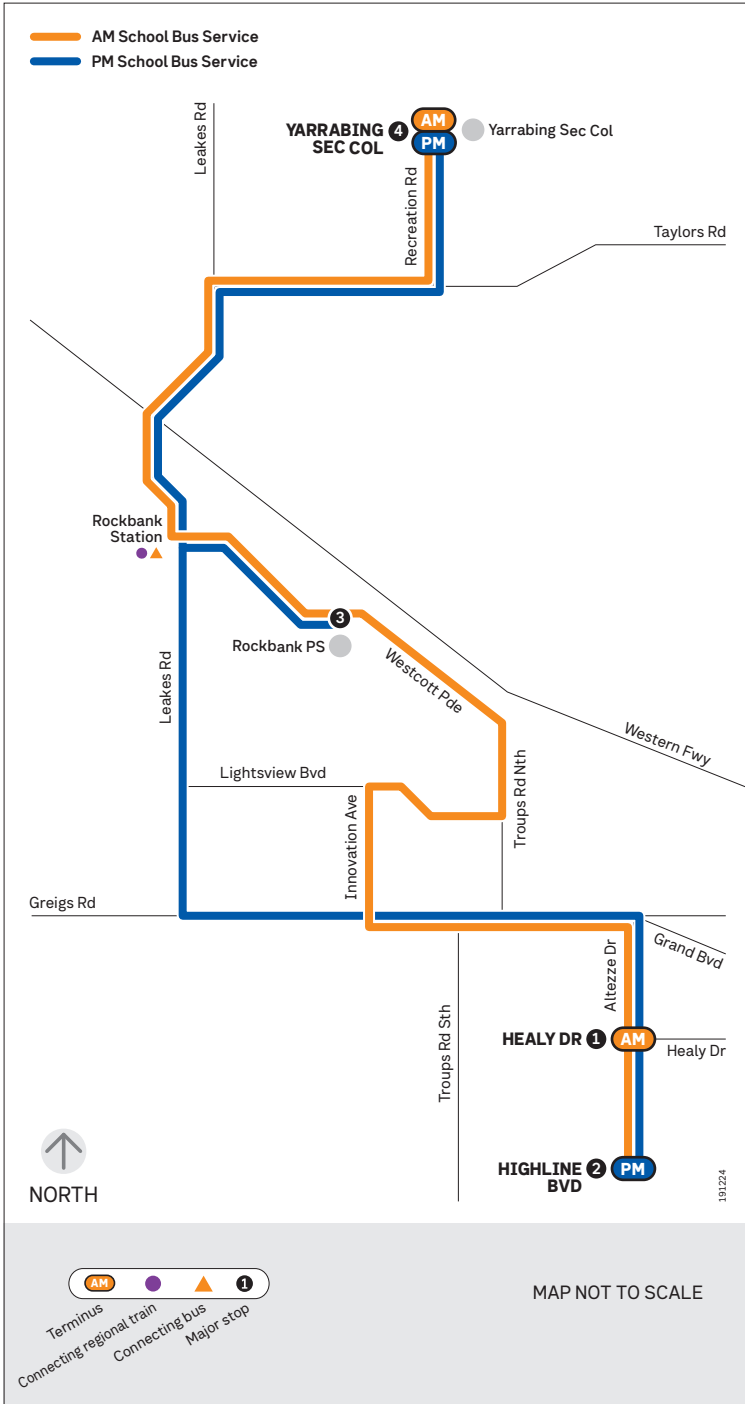 AM School Bus Service
PM School Bus Service
Leakes Rd
YARRABING
SEC COL
4
AM
PM
Yarrabing Sec Col
Recreation Rd
Taylors Rd
Rockbank
Station
3
Rockbank PS
Westcott Pde
Leakes Rd
Western Fwy
Lightsview Bvd
Innovation Ave
Troups Rd Nth
Greigs Rd
Grand Bvd
Altezze Dr
Troups Rd Sth
HEALY DR
1
AM
Healy Dr
HIGHLINE
BVD
2
PM
NORTH
191224
AM
1
Terminus
Connecting regional train
Connecting bus
Major stop
MAP NOT TO SCALE